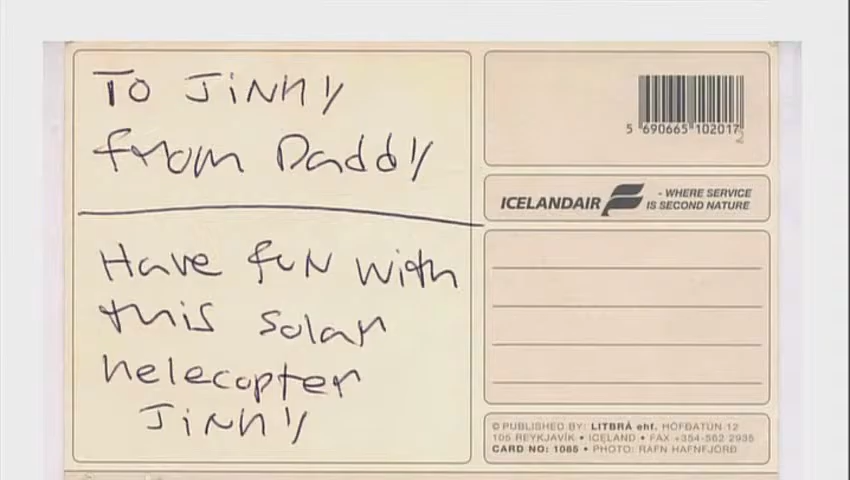 To Jinny
from Daddy
Have fun with
this solar
helecopter
Jinny
5 690665 102017
2
ICELANDAIR - WHERE SERVICE
IS SECOND NATURE
© PUBLISHED BY: LITBRÁ ehf. HÖFÐATÚN 12
105 REYKJAVÍK • ICELAND • FAX +354-562 2935
CARD NO: 1085 • PHOTO: RAFN HAFNFJÖRÐ